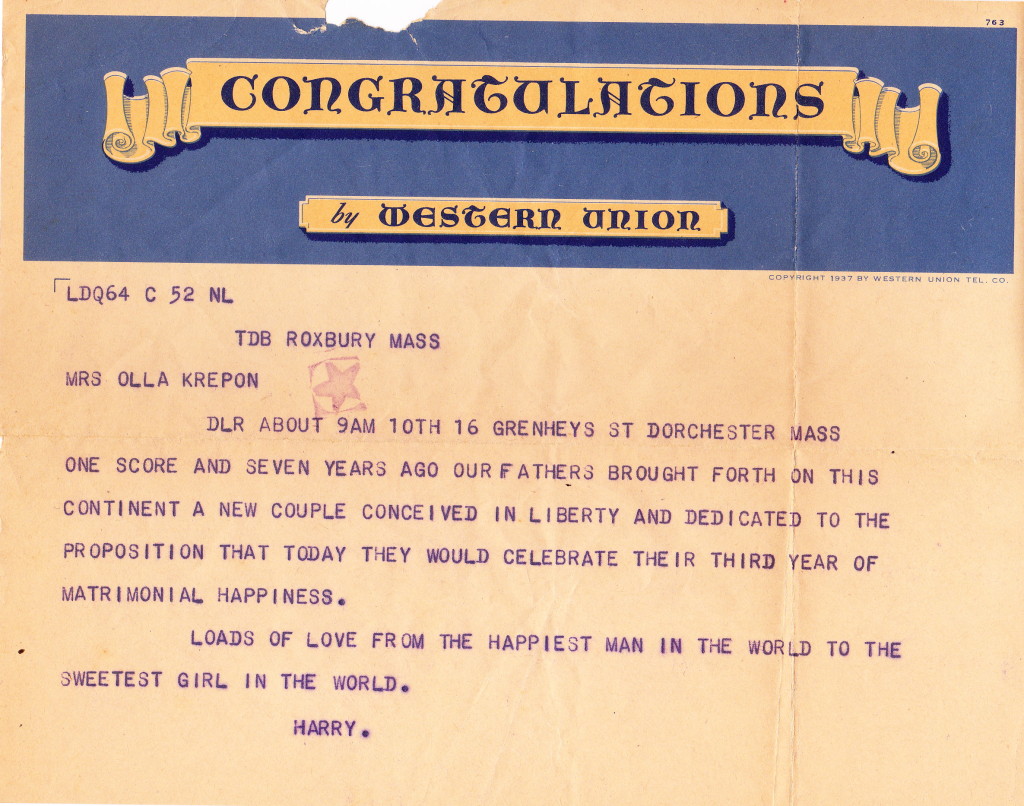 763
CONGRATULATIONS
by WESTERN UNION
COPYRIGHT 1937 BY WESTERN UNION TEL. CO.
LDQ64 C 52 NL
TDB ROXBURY MASS
MRS OLLA KREPON
DLR ABOUT 9AM 10TH 16 GRENHEYS ST DORCHESTER MASS
ONE SCORE AND SEVEN YEARS AGO OUR FATHERS BROUGHT FORTH ON THIS
CONTINENT A NEW COUPLE CONCEIVED IN LIBERTY AND DEDICATED TO THE
PROPOSITION THAT TODAY THEY WOULD CELEBRATE THEIR THIRD YEAR OF
MATRIMONIAL HAPPINESS.
LOADS OF LOVE FROM THE HAPPIEST MAN IN THE WORLD TO THE
SWEETEST GIRL IN THE WORLD.
HARRY.